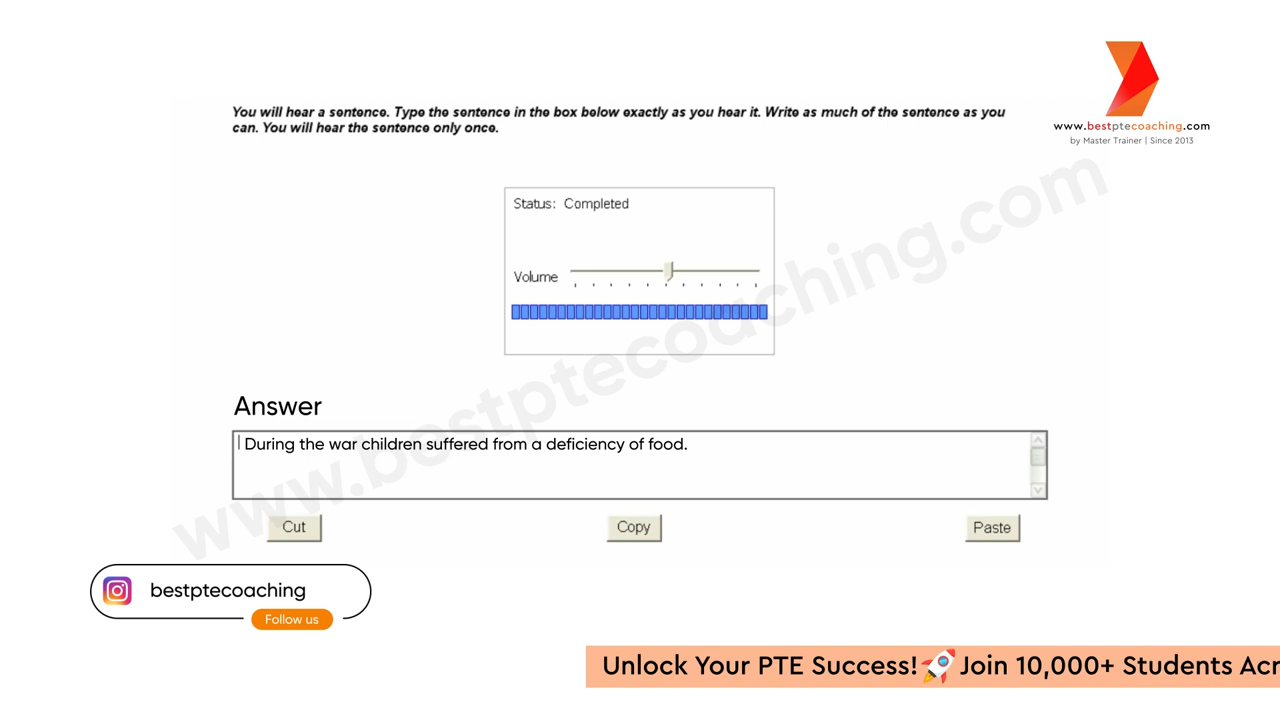 You will hear a sentence. Type the sentence in the box below exactly as you hear it. Write as much of the sentence as you
can. You will hear the sentence only once.
www.bestptecoaching.com
by Master Trainer | Since 2013
Status: Completed
Volume
www.bestptecoaching.com
Answer
During the war children suffered from a deficiency of food.
Cut
Copy
Paste
bestptecoaching
Follow us
Unlock Your PTE Success!🚀 Join 10,000+ Students Acr